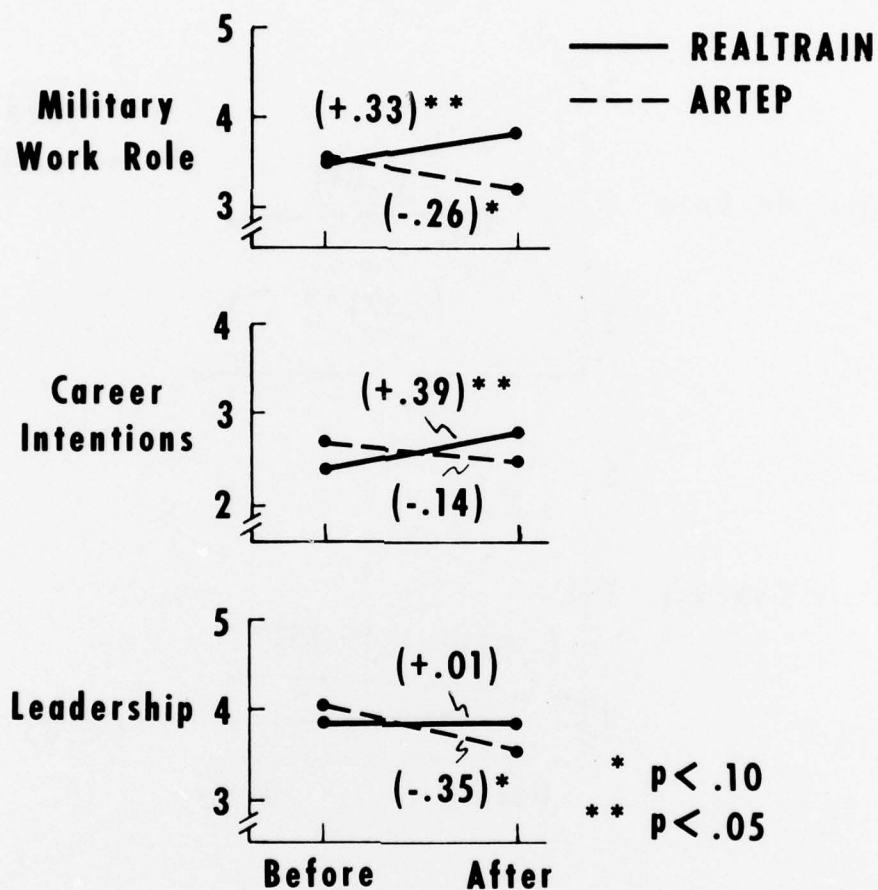 REALTRAIN
ARTEP
Military
Work Role
5
4
3
(+.33)**
(-.26)*
Career
Intentions
4
3
2
(+.39)**
(-.14)
Leadership
5
4
3
(+.01)
(-.35)*
* p < .10
** p < .05
Before After